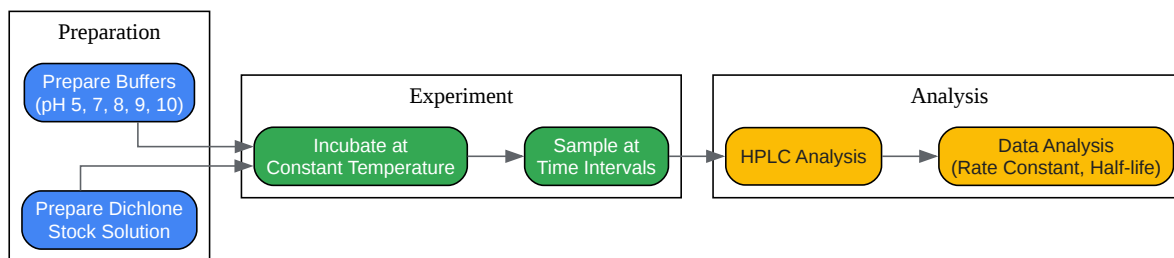 Preparation
Prepare Buffers
(pH 5, 7, 8, 9, 10)
Prepare Dichlone
Stock Solution
Experiment
Incubate at
Constant Temperature
Sample at
Time Intervals
Analysis
HPLC Analysis
Data Analysis
(Rate Constant, Half-life)